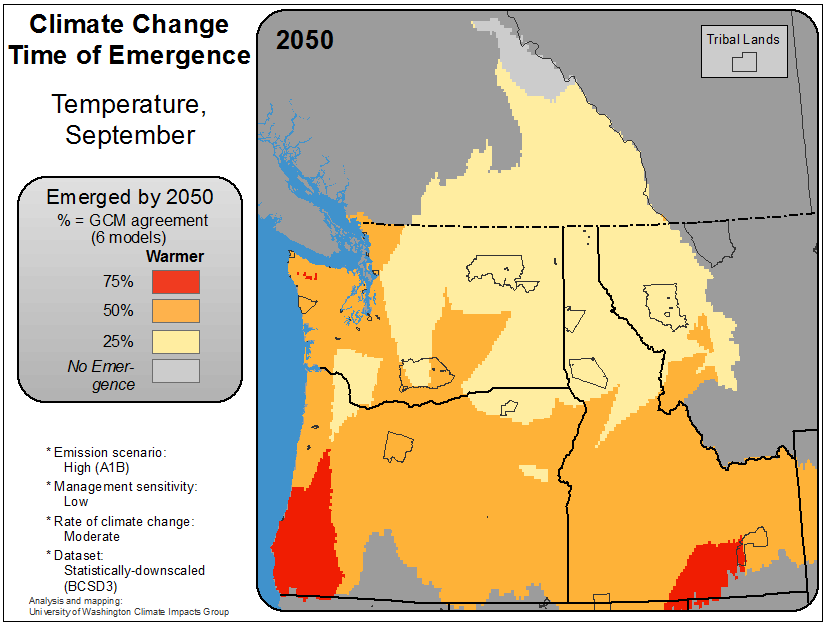 Climate Change
Time of Emergence
Temperature,
September
Emerged by 2050
% = GCM agreement
(6 models)
Warmer
75%
50%
25%
No Emer-
gence
* Emission scenario:
High (A1B)
* Management sensitivity:
Low
* Rate of climate change:
Moderate
* Dataset:
Statistically-downscaled
(BCSD3)
Analysis and mapping:
University of Washington Climate Impacts Group
2050
Tribal Lands